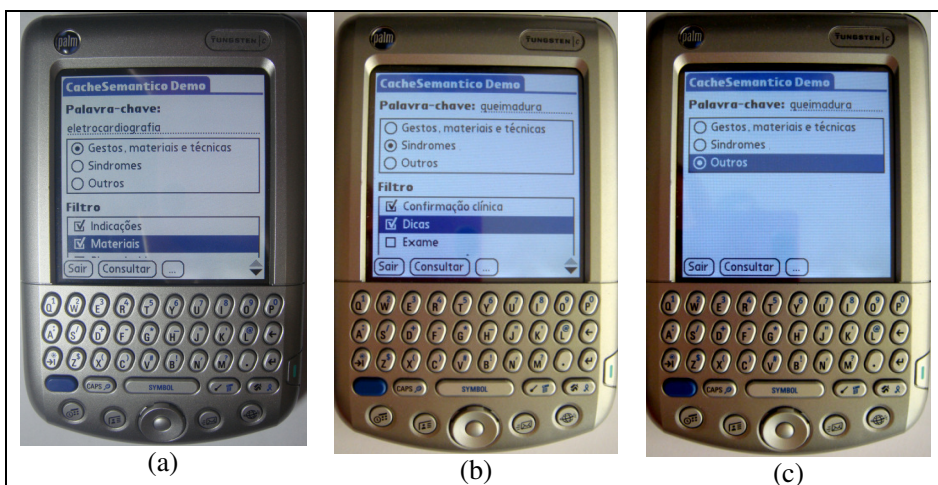 palm
TUNGSTEN C
CacheSemantico Demo
Palavra-chave:
eletrocardiografia
Gestos, materiais e técnicas
Sindromes
Outros
Filtro
Indicações
Materiais
Sair Consultar ...
Q W E R T Y U I O P
A S D F G H J K L
Z X C V B N M .
CAPS SYMBOL
(a)
palm
TUNGSTEN C
CacheSemantico Demo
Palavra-chave: queimadura
Gestos, materiais e técnicas
Sindromes
Outros
Filtro
Confirmação clínica
Dicas
Exame
Sair Consultar ...
Q W E R T Y U I O P
A S D F G H J K L
Z X C V B N M .
CAPS SYMBOL
(b)
palm
TUNGSTEN C
CacheSemantico Demo
Palavra-chave: queimadura
Gestos, materiais e técnicas
Sindromes
Outros
Sair Consultar ...
Q W E R T Y U I O P
A S D F G H J K L
Z X C V B N M .
CAPS SYMBOL
(c)